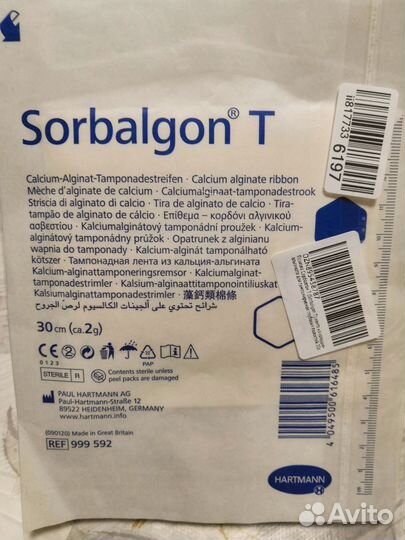 Sorbalgon® T
Calcium-Alginat-Tamponadestreifen · Calcium alginate ribbon
Mèche d'alginate de calcium · Calciumalginaat-tamponadestrook
Striscia di alginato di calcio · Tira de alginato de calcio · Tira-
tampão de alginato de cálcio · Επίθεμα – κορδόνι αλγινικού
ασβεστίου · Kalciumalginátový tamponádní proužek · Kalcium-
alginátový tamponádny prúžok · Opatrunek z alginianu
wapnia do tamponady · Kalcium-alginát tamponálható
kötszer · Тампонадная лента из кальция-альгината
Kalcium-alginattamponeringsremsor · Kalciumalginat-
tamponadestrimler · Kalsium-alginaattitamponointiliuskat
Kalsiumalginattamponadestrimler · 藻鈣類棉條
شرائح تحتوي على ألجينات الكالسيوم لرص الجروح
30 cm (ca. 2 g)
0123
PAP
STERILE R
Contents sterile unless
peel packs are damaged.
PAUL HARTMANN AG
Paul-Hartmann-Straße 12
89522 HEIDENHEIM, GERMANY
www.hartmann.info
(090120) Made in Great Britain
REF 999 592
ii817733
6197
4 049500 616485
HARTMANN
Avito